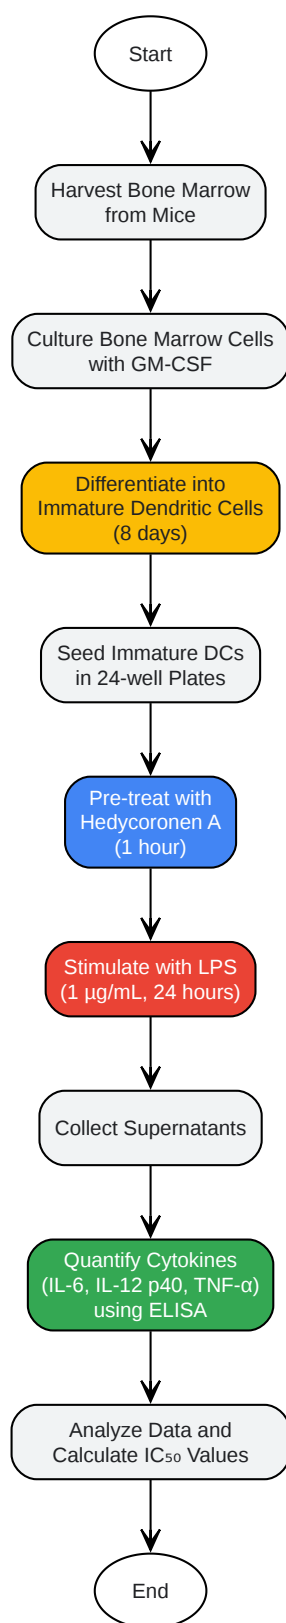 Start
Harvest Bone Marrow
from Mice
Culture Bone Marrow Cells
with GM-CSF
Differentiate into
Immature Dendritic Cells
(8 days)
Seed Immature DCs
in 24-well Plates
Pre-treat with
Hedycoronen A
(1 hour)
Stimulate with LPS
(1 µg/mL, 24 hours)
Collect Supernatants
Quantify Cytokines
(IL-6, IL-12 p40, TNF-α)
using ELISA
Analyze Data and
Calculate IC₅₀ Values
End